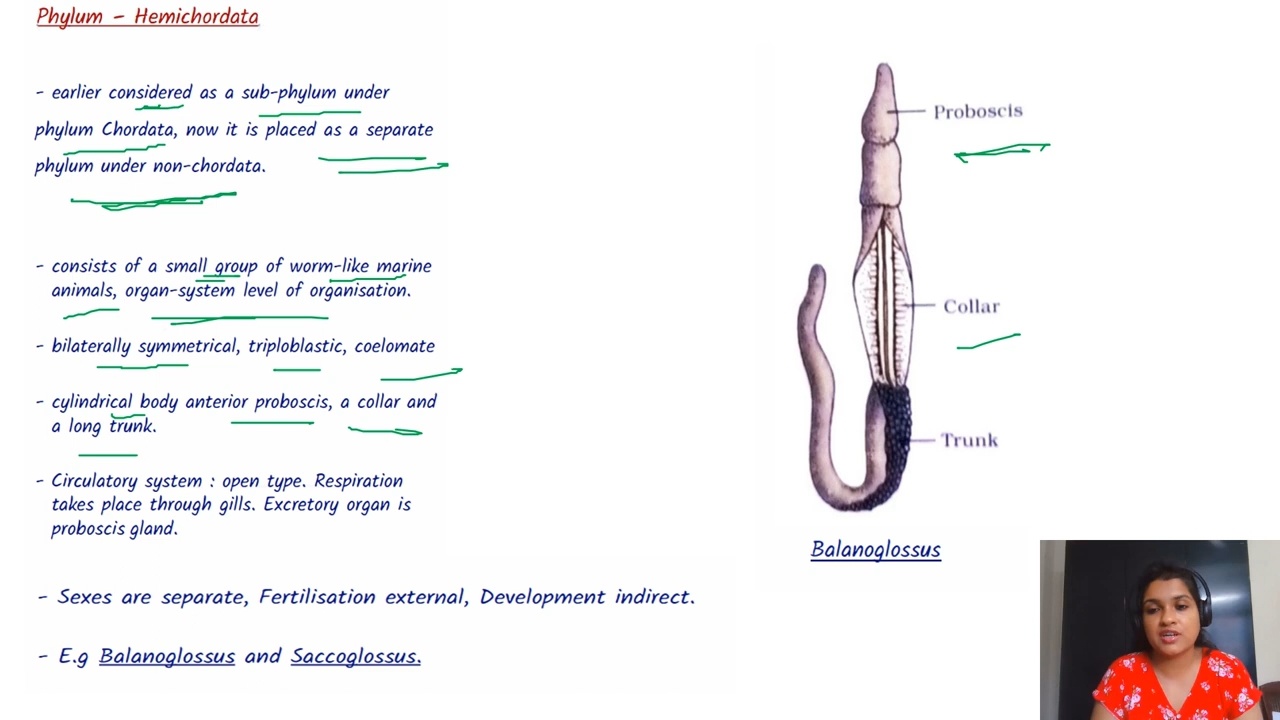 Phylum – Hemichordata
- earlier considered as a sub-phylum under
phylum Chordata, now it is placed as a separate
phylum under non-chordata.
- consists of a small group of worm-like marine
animals, organ-system level of organisation.
- bilaterally symmetrical, triploblastic, coelomate
- cylindrical body anterior proboscis, a collar and
a long trunk.
- Circulatory system : open type. Respiration
takes place through gills. Excretory organ is
proboscis gland.
- Sexes are separate, Fertilisation external, Development indirect.
- E.g Balanoglossus and Saccoglossus.
Proboscis
Collar
Trunk
Balanoglossus